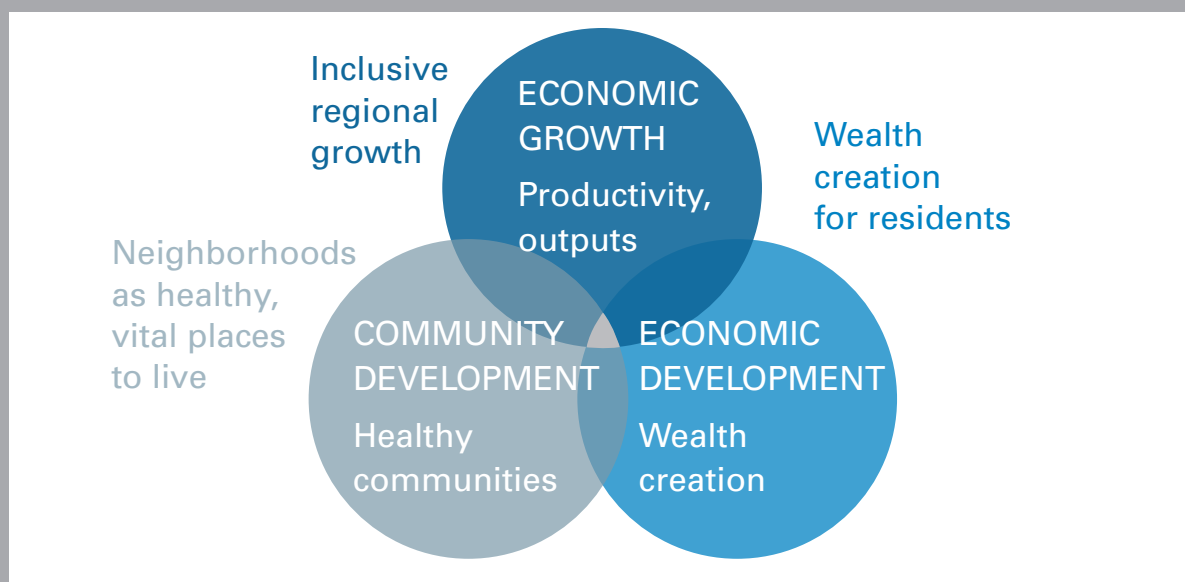 Inclusive
regional
growth
ECONOMIC
GROWTH
Productivity,
outputs
Wealth
creation
for residents
Neighborhoods
as healthy,
vital places
to live
COMMUNITY
DEVELOPMENT
Healthy
communities
ECONOMIC
DEVELOPMENT
Wealth
creation